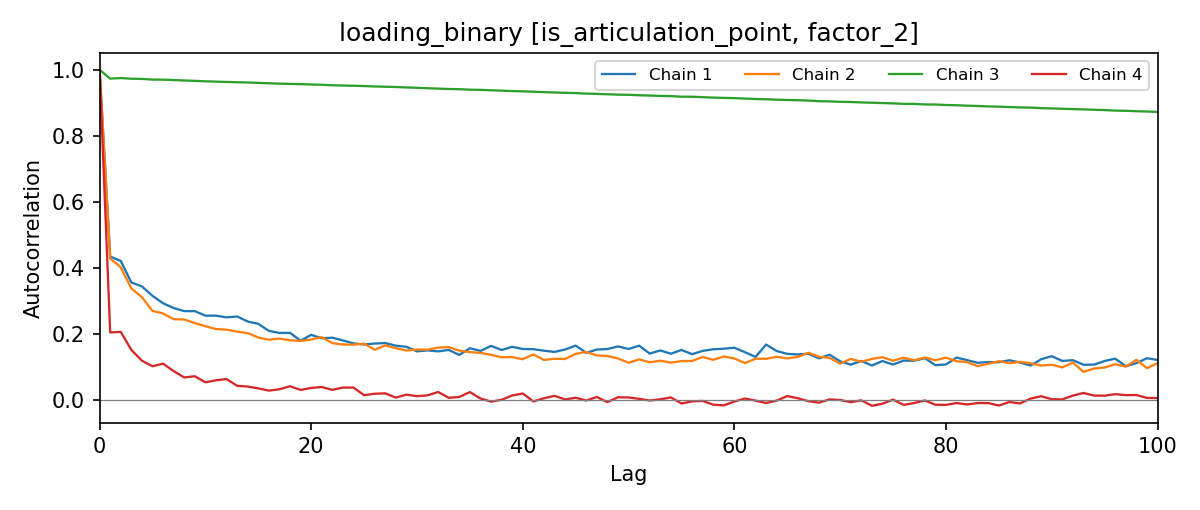 loading_binary [is_articulation_point, factor_2]
Chain 1 Chain 2 Chain 3 Chain 4
Autocorrelation
1.0
0.8
0.6
0.4
0.2
0.0
0 20 40 60 80 100
Lag